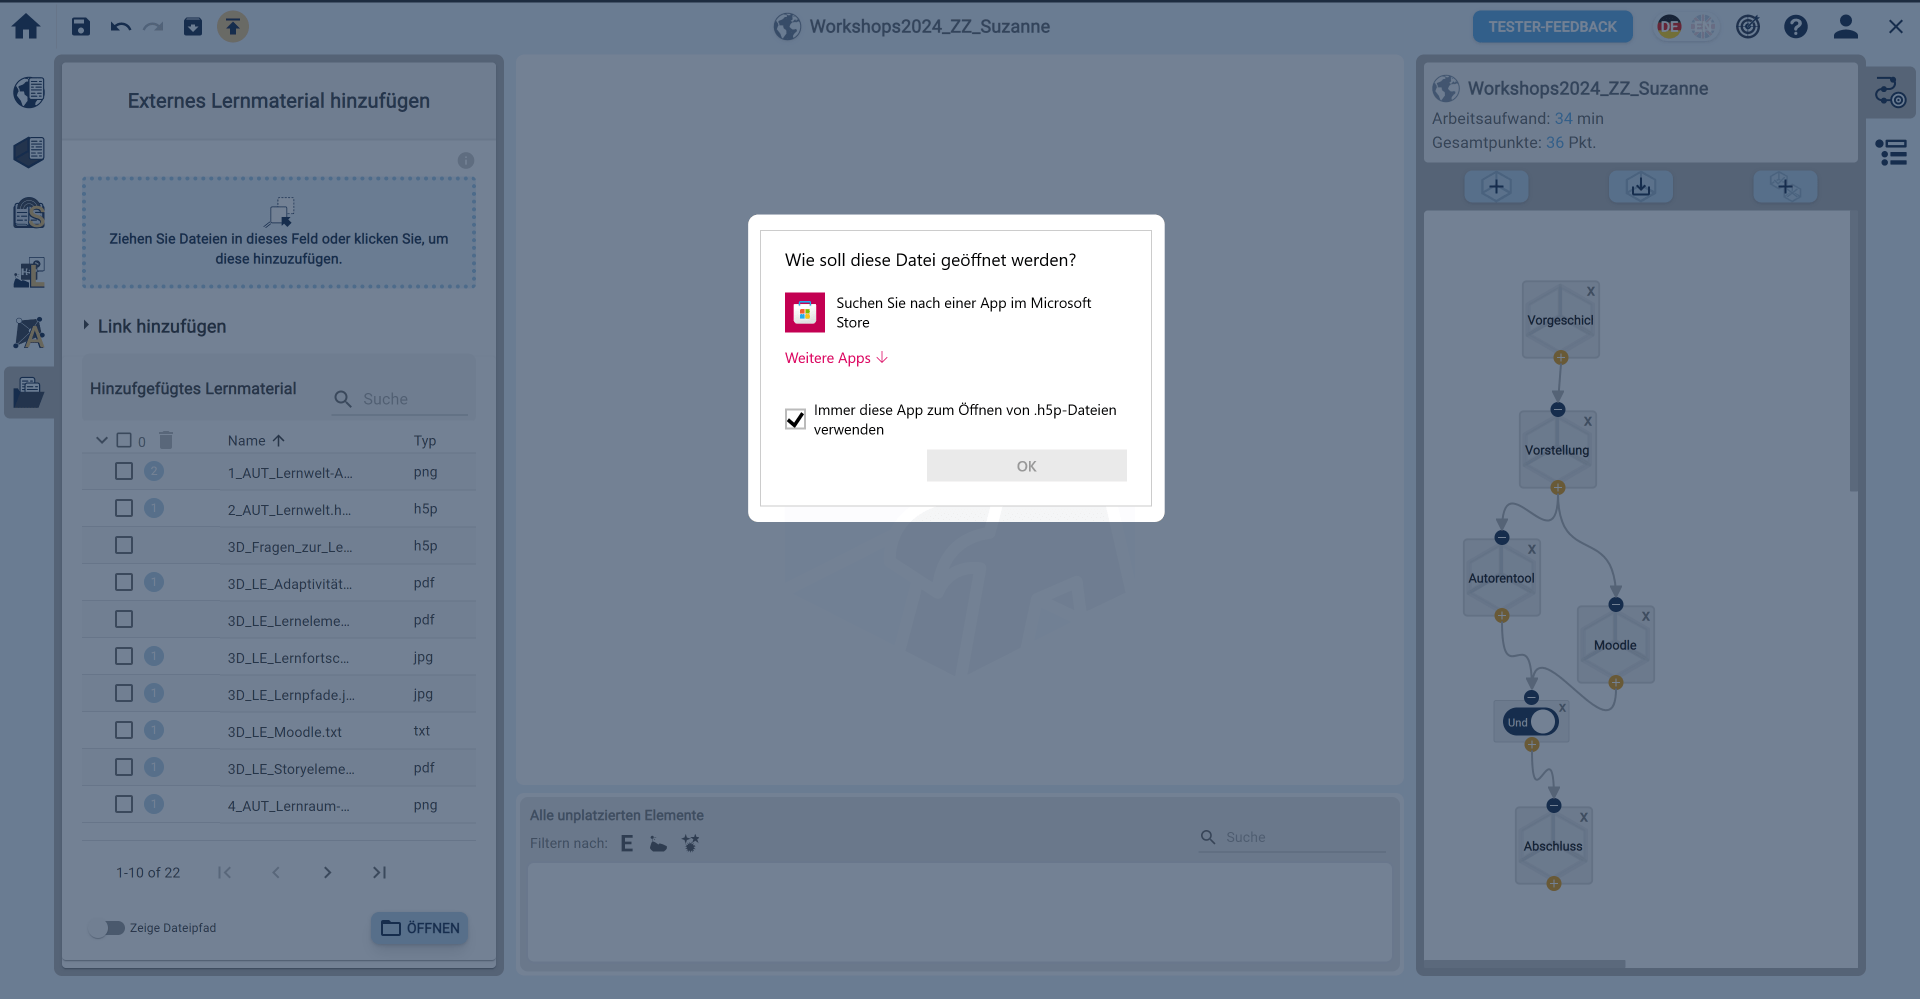 Workshops2024_ZZ_Suzanne
TESTER-FEEDBACK
DE
EN
Externes Lernmaterial hinzufügen
Ziehen Sie Dateien in dieses Feld oder klicken Sie, um
diese hinzuzufügen.
Link hinzufügen
Hinzufgefügtes Lernmaterial
Suche
0
Name
Typ
2
1_AUT_Lernwelt-A...
png
1
2_AUT_Lernwelt.h...
h5p
3D_Fragen_zur_Le...
h5p
1
3D_LE_Adaptivität...
pdf
3D_LE_Lerneleme...
pdf
1
3D_LE_Lernfortsc...
jpg
1
3D_LE_Lernpfade.j...
jpg
1
3D_LE_Moodle.txt
txt
1
3D_LE_Storyeleme...
pdf
1
4_AUT_Lernraum-...
png
1-10 of 22
Zeige Dateipfad
ÖFFNEN
Wie soll diese Datei geöffnet werden?
Suchen Sie nach einer App im Microsoft
Store
Weitere Apps
Immer diese App zum Öffnen von .h5p-Dateien
verwenden
OK
Alle unplatzierten Elemente
Filtern nach:
E
Suche
Workshops2024_ZZ_Suzanne
Arbeitsaufwand: 34 min
Gesamtpunkte: 36 Pkt.
X
Vorgeschicl
X
Vorstellung
X
Autorentool
X
Moodle
X
Und
X
Abschluss